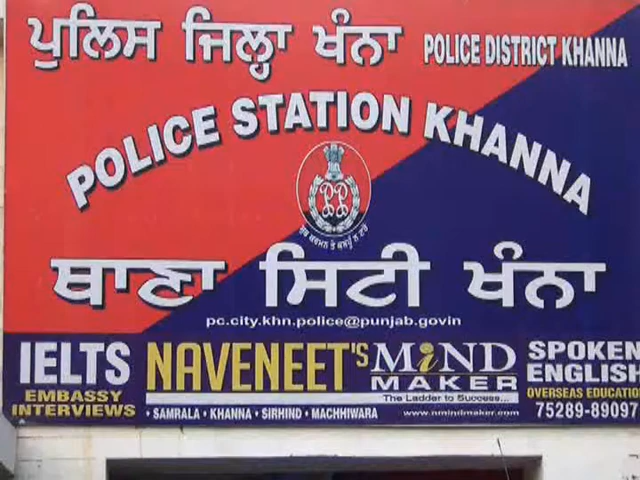 ਪੁਲਿਸ ਜਿਲ੍ਹਾ ਖੰਨਾ POLICE DISTRICT KHANNA
POLICE STATION KHANNA
ਥਾਣਾ ਸਿਟੀ ਖੰਨਾ
pc.city.khn.police@punjab.govin
IELTS
EMBASSY
INTERVIEWS
NAVENEET'S MiND
MAKER
The Ladder to Success...
• SAMRALA • KHANNA • SIRHIND • MACHHIWARA
www.nmindmaker.com
SPOKEN
ENGLISH
OVERSEAS EDUCATION
75289-89097